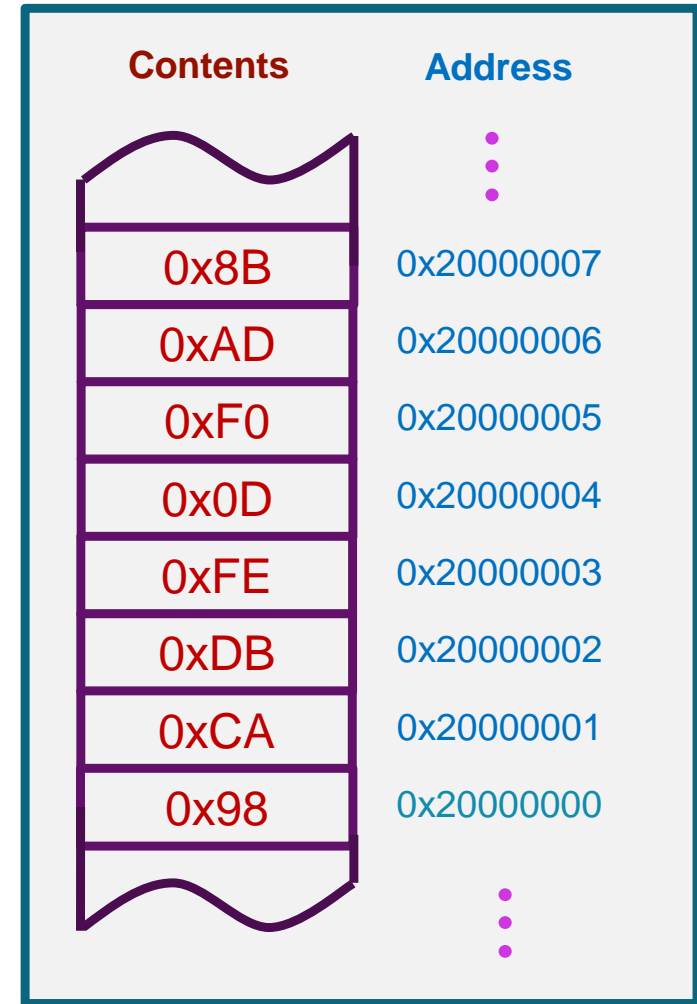 Contents Address
0x8B 0x20000007
0xAD 0x20000006
0xF0 0x20000005
0x0D 0x20000004
0xFE 0x20000003
0xDB 0x20000002
0xCA 0x20000001
0x98 0x20000000